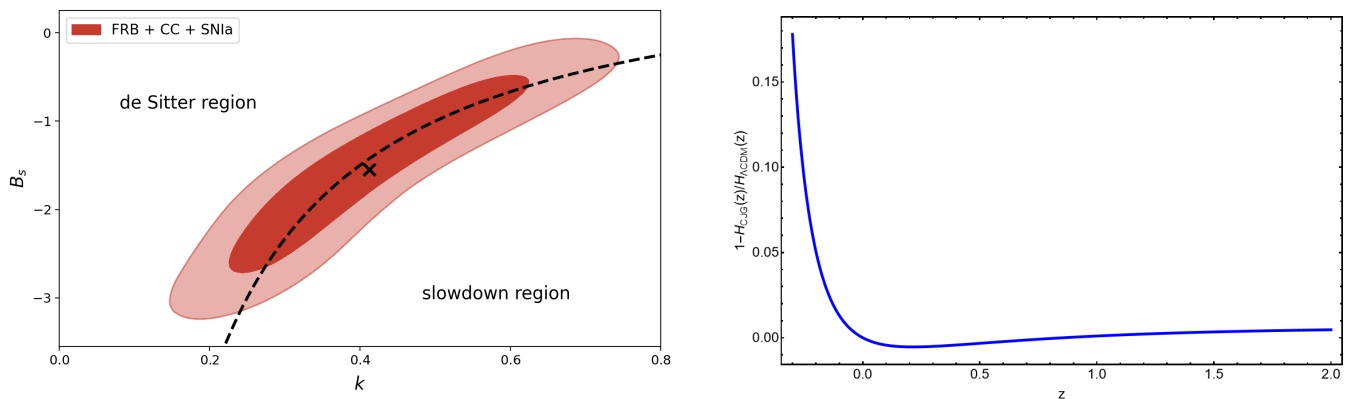 FRB + CC + SNIa
de Sitter region
slowdown region
B_s
0
−1
−2
−3
0.0 0.2 0.4 0.6 0.8
k
1−H_CJG(z)/H_ΛCDM(z)
0.15
0.10
0.05
0.00
0.0 0.5 1.0 1.5 2.0
z